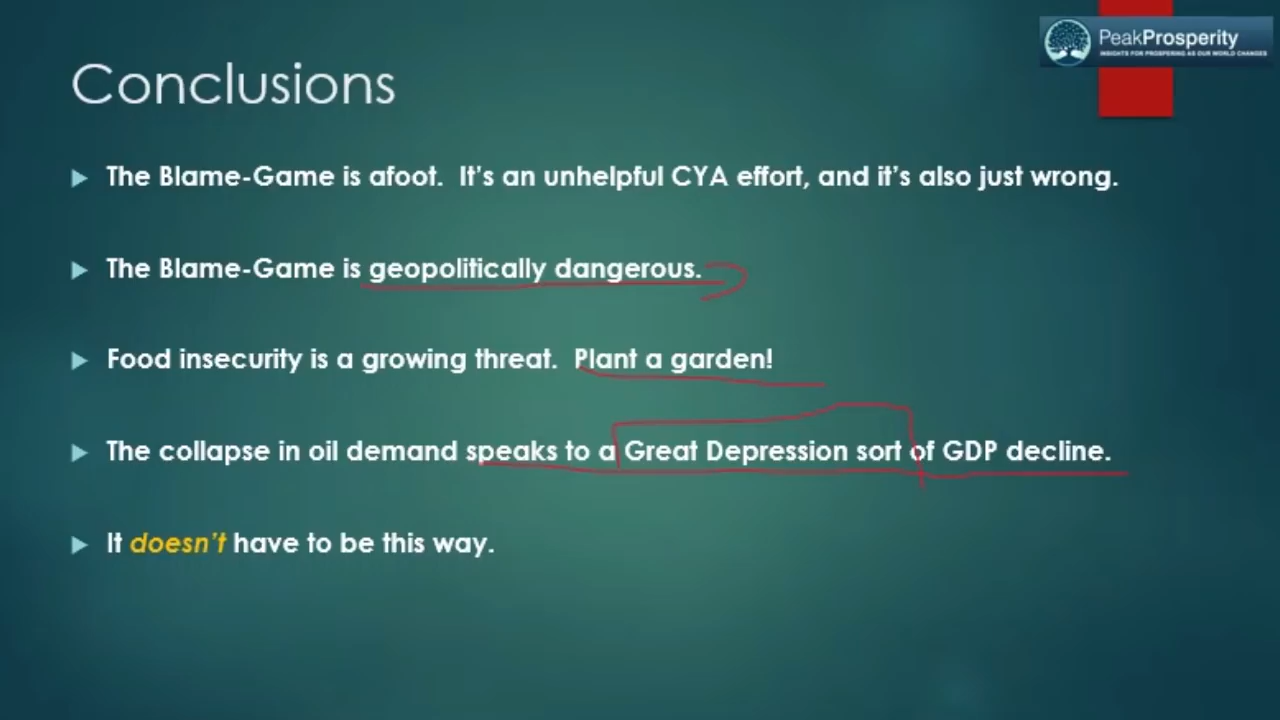 PeakProsperity
INSIGHTS FOR PROSPERING AS OUR WORLD CHANGES
Conclusions
The Blame-Game is afoot.  It's an unhelpful CYA effort, and it's also just wrong.
The Blame-Game is geopolitically dangerous.
Food insecurity is a growing threat.  Plant a garden!
The collapse in oil demand speaks to a Great Depression sort of GDP decline.
It doesn't have to be this way.